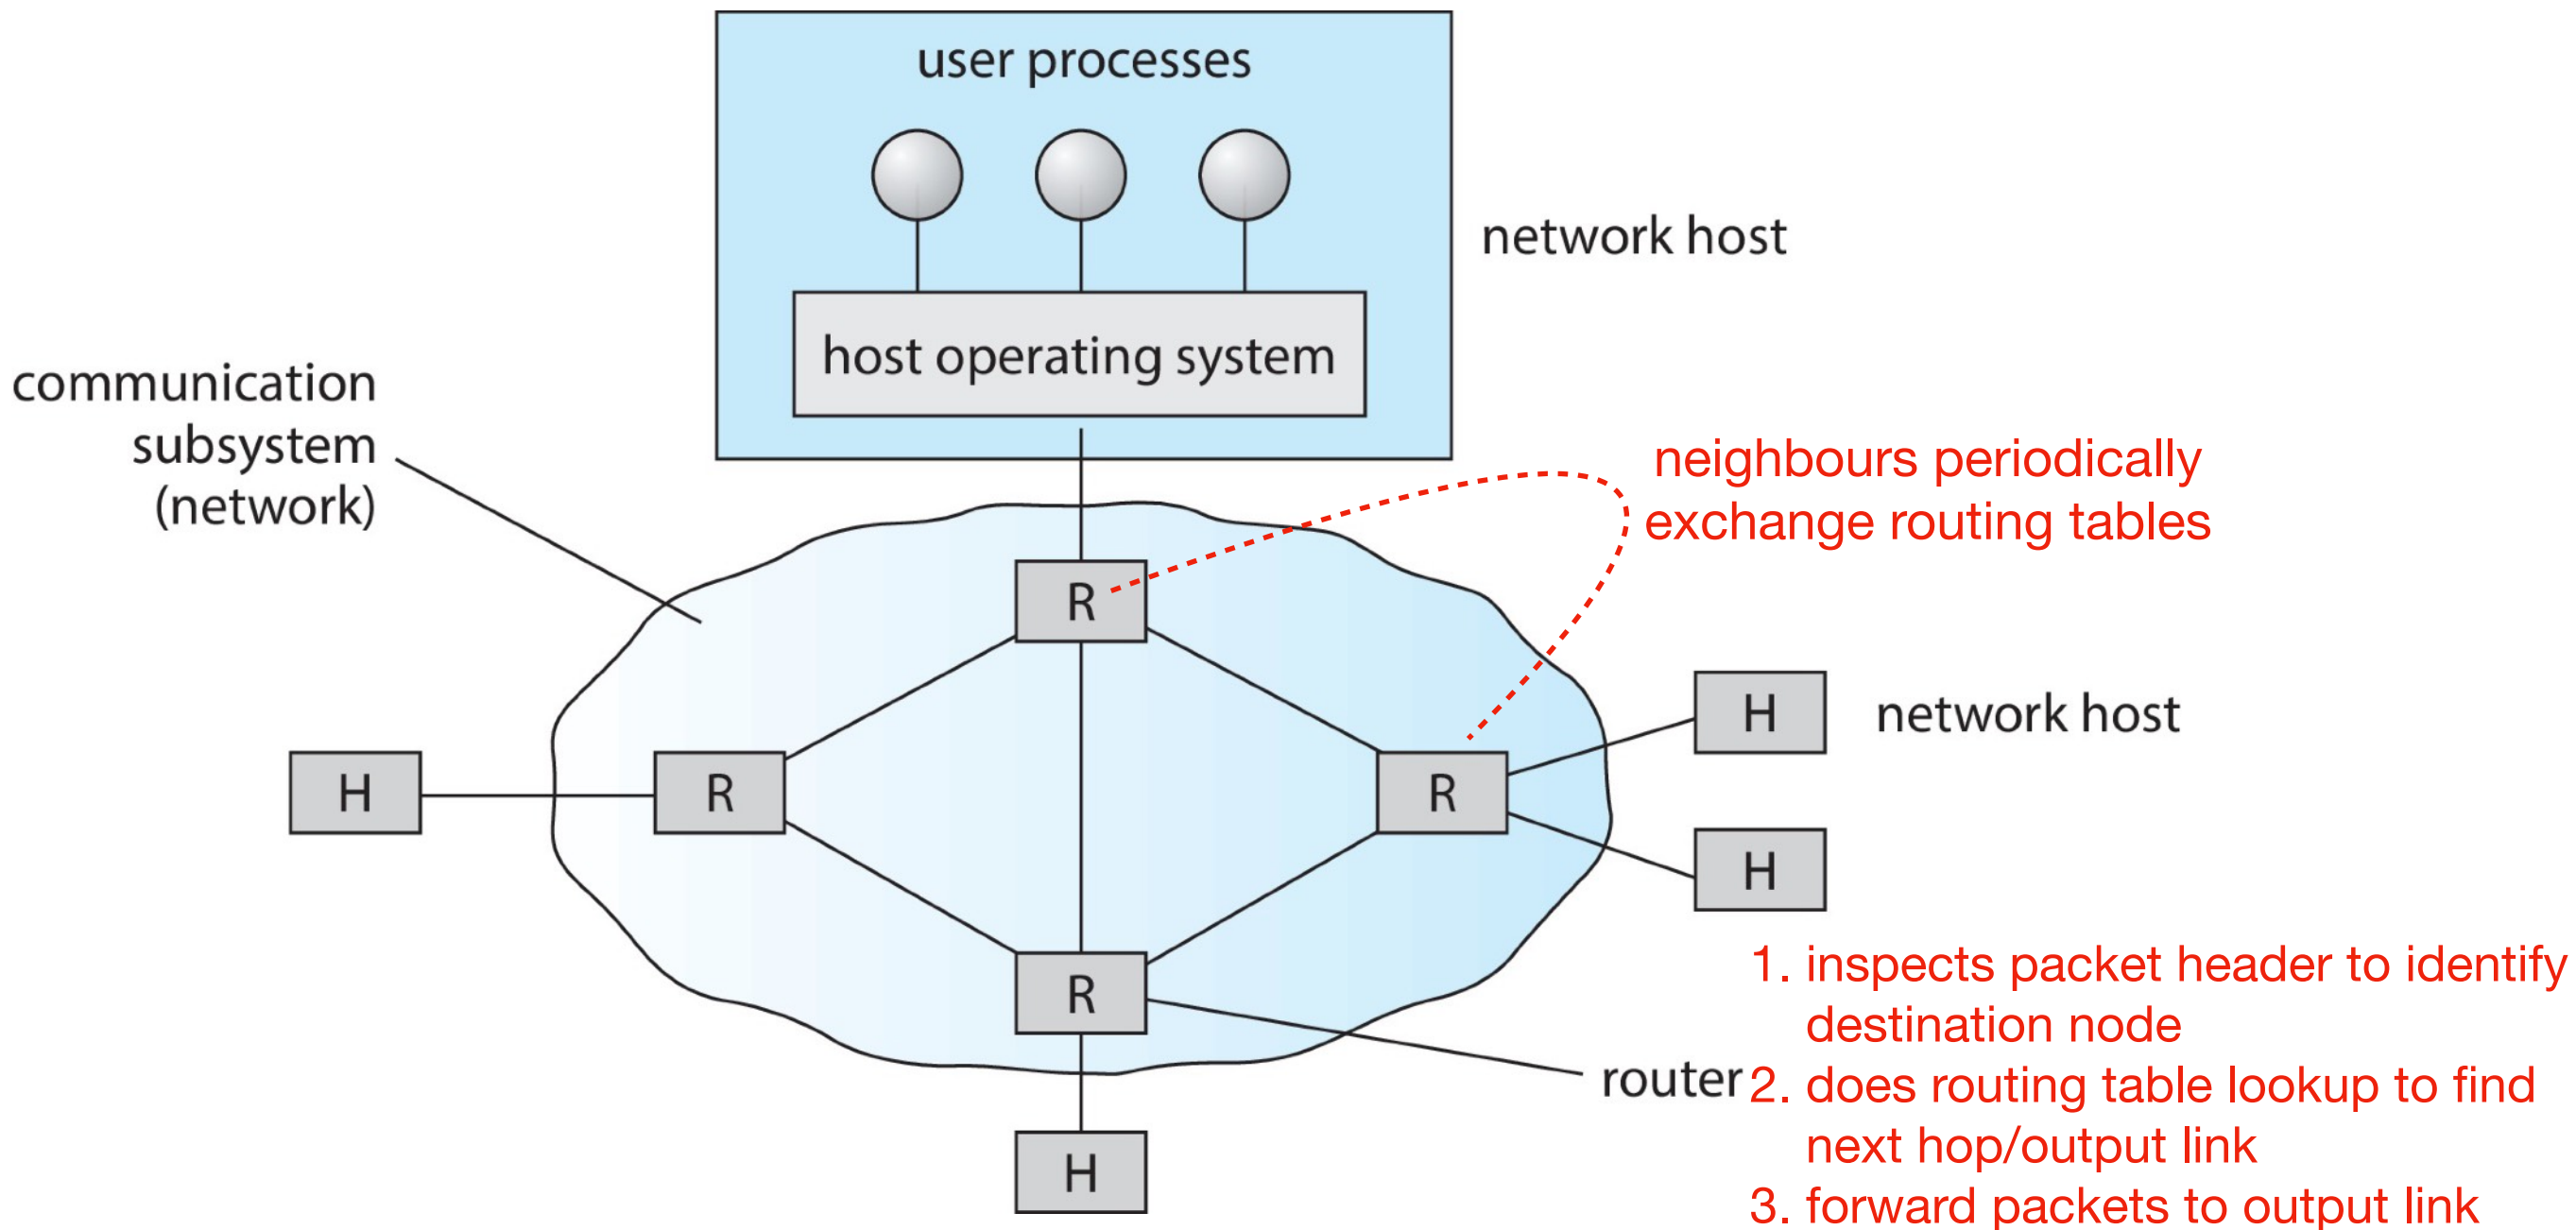 user processes
network host
host operating system
communication
subsystem
(network)
neighbours periodically
exchange routing tables
R
H
network host
H
R
R
H
R
1. inspects packet header to identify
destination node
router
2. does routing table lookup to find
next hop/output link
H
3. forward packets to output link